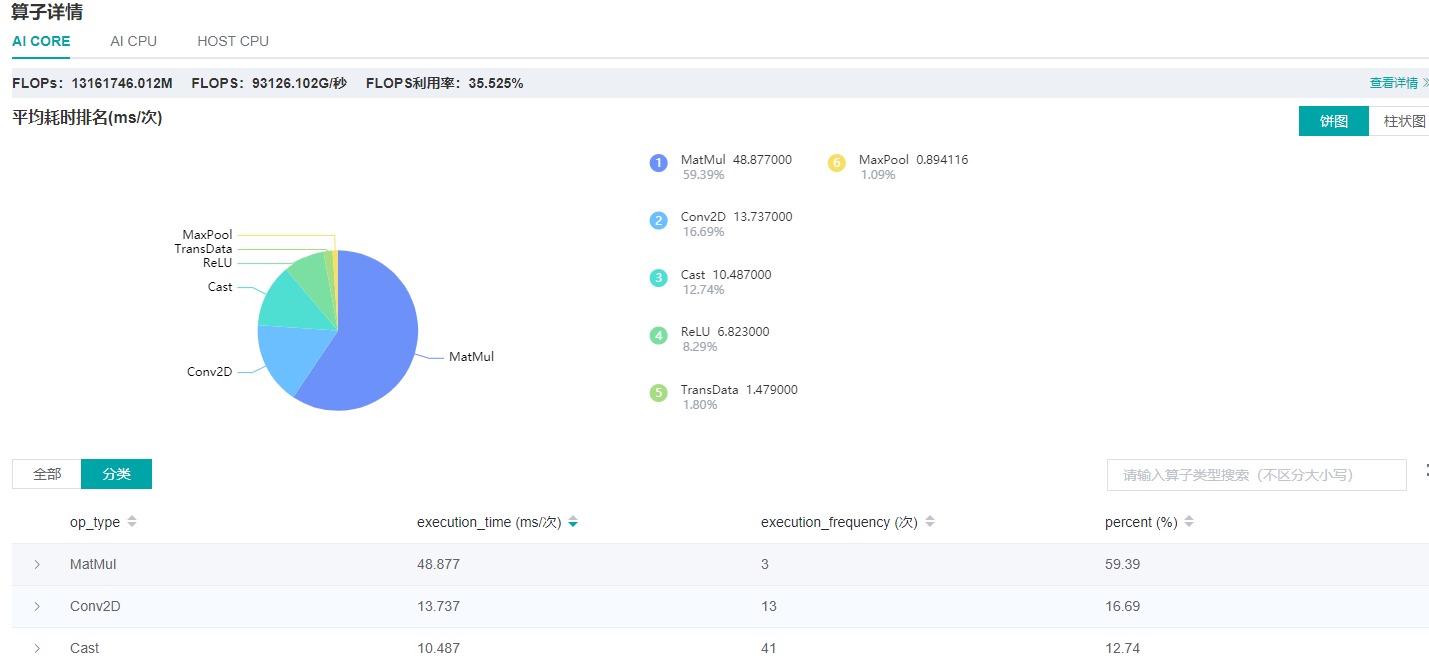 算子详情
AI CORE AI CPU HOST CPU
FLOPs：13161746.012M FLOPS：93126.102G/秒 FLOPS利用率：35.525% 查看详情
平均耗时排名(ms/次) 饼图 柱状图
1 MatMul 48.877000 6 MaxPool 0.894116
59.39% 1.09%
2 Conv2D 13.737000
16.69%
3 Cast 10.487000
12.74%
4 ReLU 6.823000
8.29%
5 TransData 1.479000
1.80%
MaxPool
TransData
ReLU
Cast
MatMul
Conv2D
全部 分类 请输入算子类型搜索（不区分大小写）
op_type execution_time (ms/次) execution_frequency (次) percent (%)
MatMul 48.877 3 59.39
Conv2D 13.737 13 16.69
Cast 10.487 41 12.74